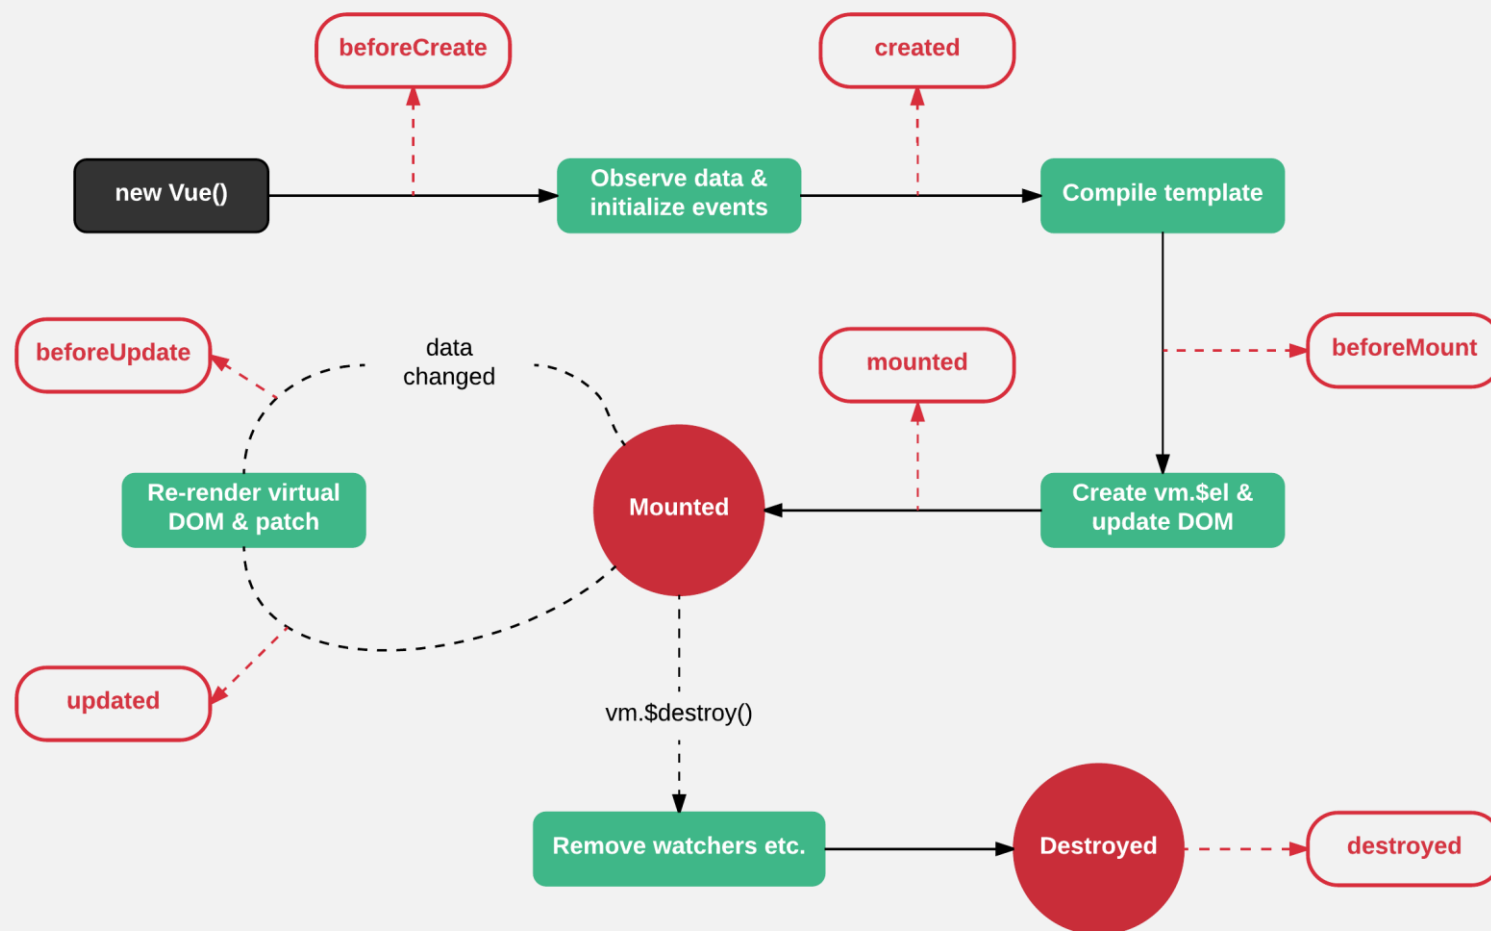 beforeCreate
created
new Vue()
Observe data &
initialize events
Compile template
beforeUpdate
data
changed
mounted
beforeMount
Re-render virtual
DOM & patch
Mounted
Create vm.$el &
update DOM
updated
vm.$destroy()
Remove watchers etc.
Destroyed
destroyed